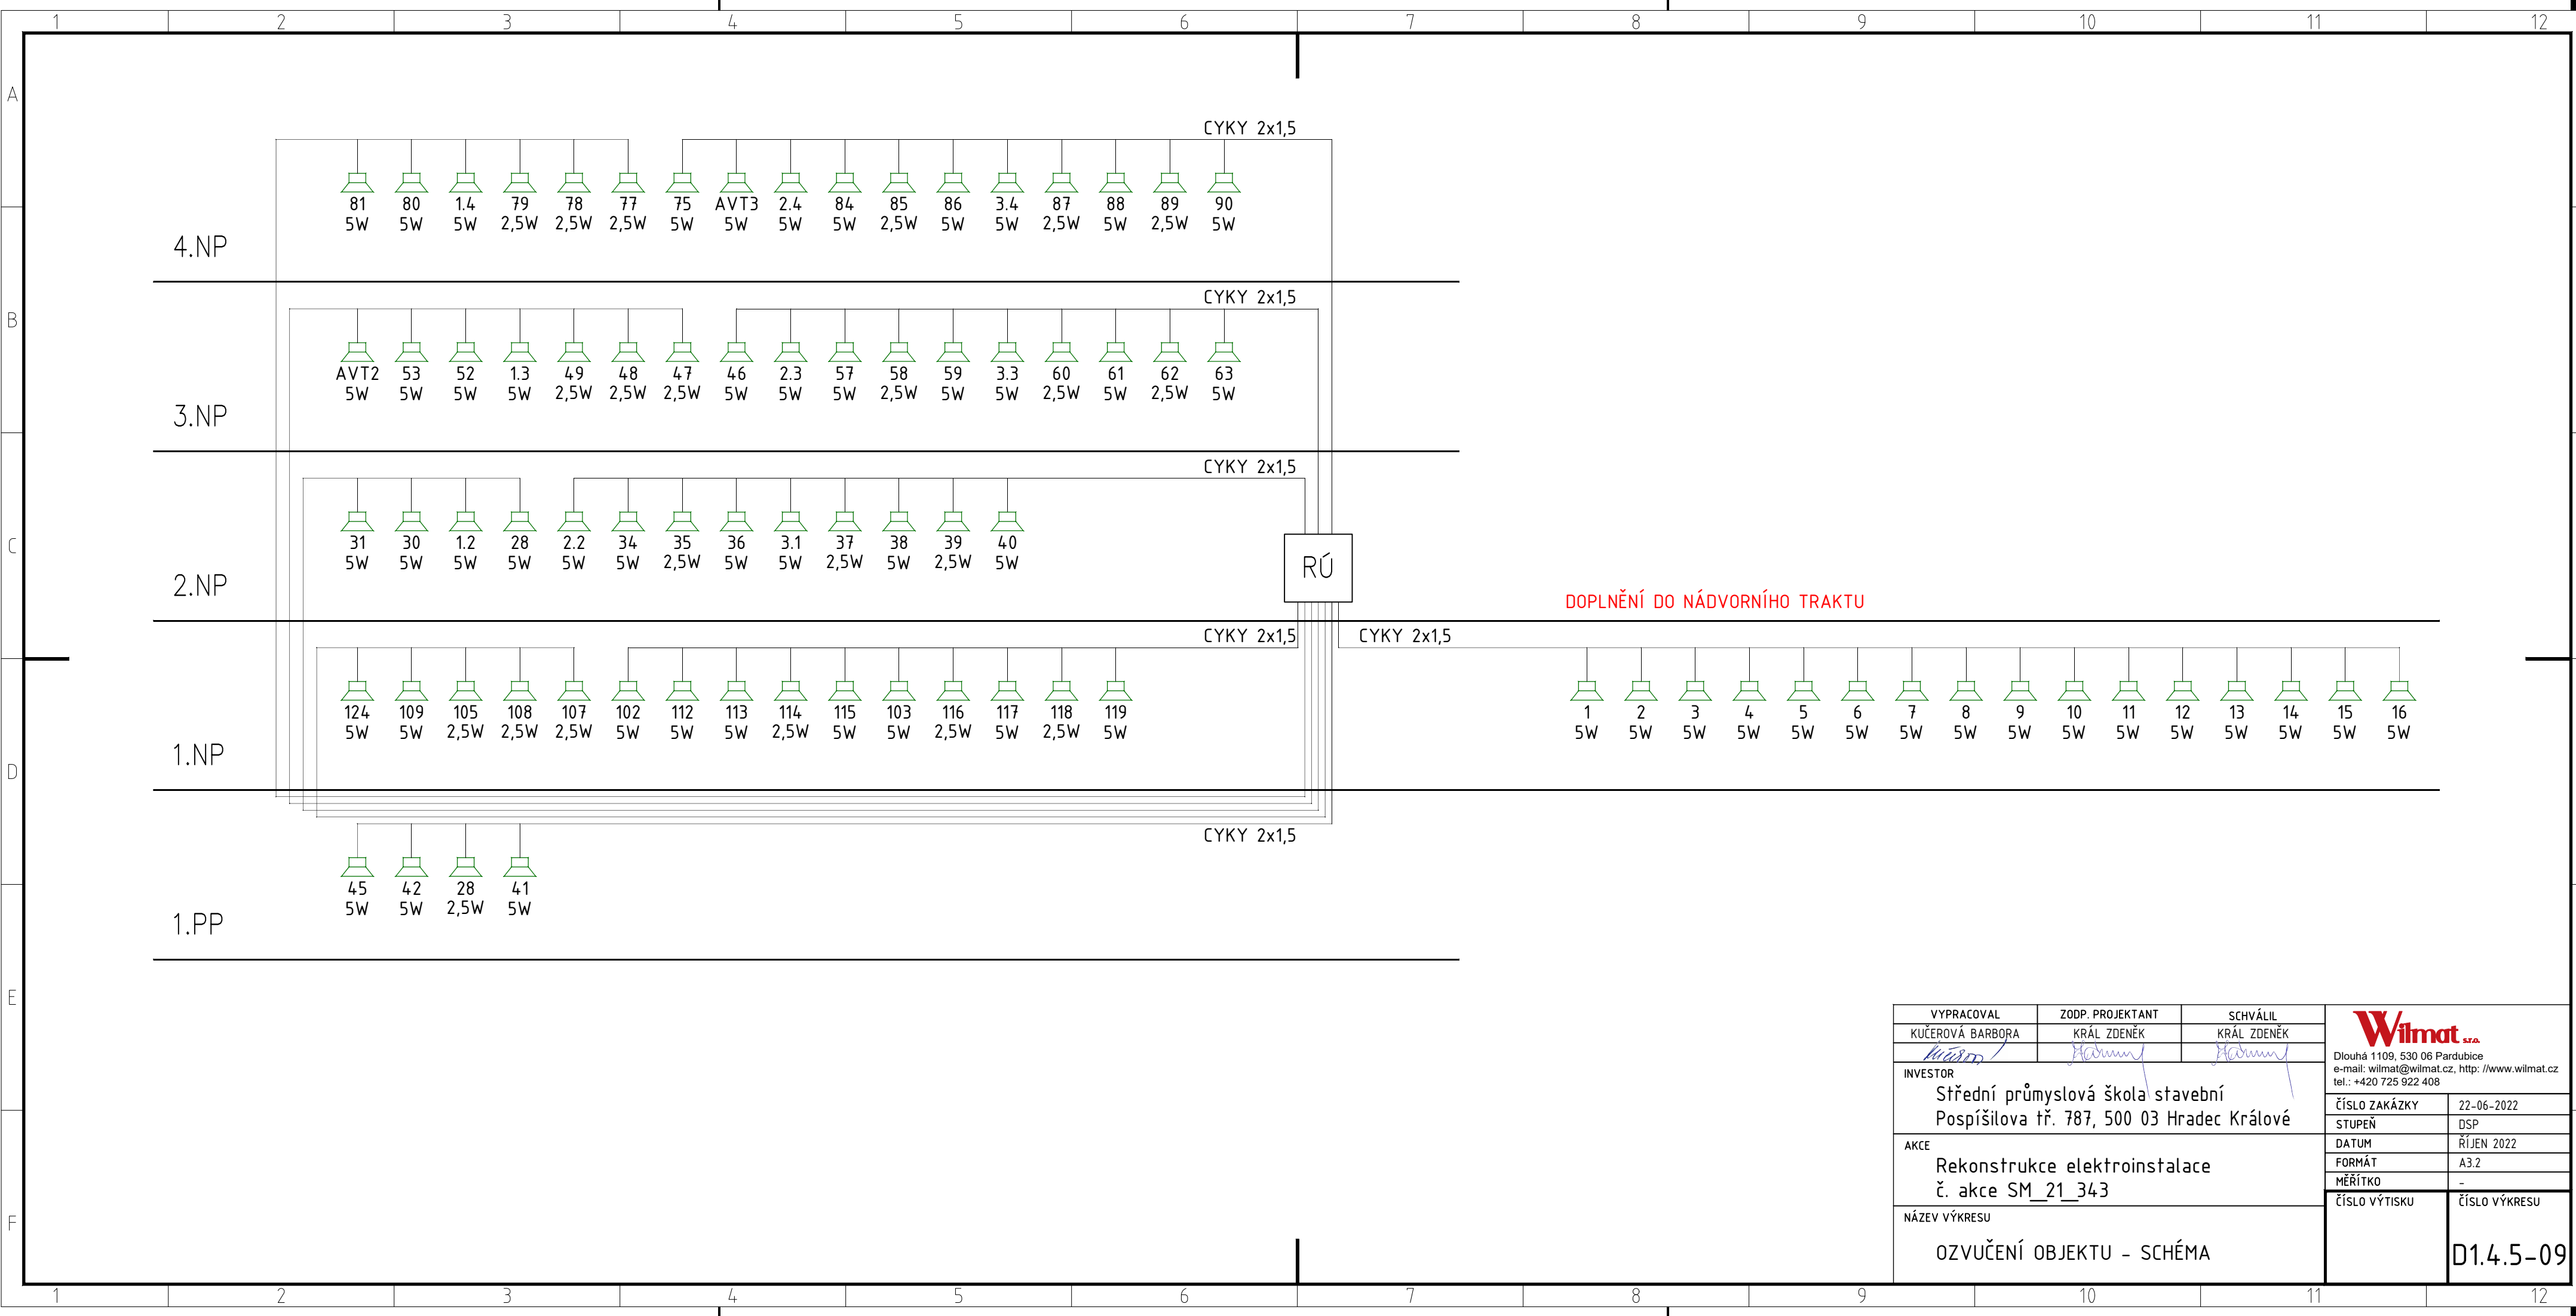 1 2 3 4 5 6 7 8 9 10 11 12
A
CYKY 2x1,5
81 80 1.4 79 78 77 75 AVT3 2.4 84 85 86 3.4 87 88 89 90
5W 5W 5W 2,5W 2,5W 2,5W 5W 5W 5W 5W 2,5W 5W 5W 2,5W 5W 2,5W 5W
4.NP
B
CYKY 2x1,5
AVT2 53 52 1.3 49 48 47 46 2.3 57 58 59 3.3 60 61 62 63
5W 5W 5W 5W 2,5W 2,5W 2,5W 5W 5W 5W 2,5W 5W 5W 2,5W 5W 2,5W 5W
3.NP
CYKY 2x1,5
C
31 30 1.2 28 2.2 34 35 36 3.1 37 38 39 40
5W 5W 5W 5W 5W 5W 2,5W 5W 5W 2,5W 5W 2,5W 5W
RÚ
2.NP
DOPLNĚNÍ DO NÁDVORNÍHO TRAKTU
CYKY 2x1,5 CYKY 2x1,5
124 109 105 108 107 102 112 113 114 115 103 116 117 118 119
5W 5W 2,5W 2,5W 2,5W 5W 5W 5W 2,5W 5W 5W 2,5W 5W 2,5W 5W
1 2 3 4 5 6 7 8 9 10 11 12 13 14 15 16
5W 5W 5W 5W 5W 5W 5W 5W 5W 5W 5W 5W 5W 5W 5W 5W
1.NP
D
CYKY 2x1,5
45 42 28 41
5W 5W 2,5W 5W
1.PP
E
VYPRACOVAL ZODP. PROJEKTANT SCHVÁLIL
KUČEROVÁ BARBORA KRÁL ZDENĚK KRÁL ZDENĚK
Wilmat s.r.o.
Dlouhá 1109, 530 06 Pardubice
e-mail: wilmat@wilmat.cz, http: //www.wilmat.cz
tel.: +420 725 922 408
INVESTOR
Střední průmyslová škola stavební
Pospíšilova tř. 787, 500 03 Hradec Králové
AKCE
Rekonstrukce elektroinstalace
č. akce SM_21_343
NÁZEV VÝKRESU
OZVUČENÍ OBJEKTU - SCHÉMA
ČÍSLO ZAKÁZKY 22-06-2022
STUPEŇ DSP
DATUM ŘÍJEN 2022
FORMÁT A3.2
MĚŘÍTKO -
ČÍSLO VÝTISKU ČÍSLO VÝKRESU
D1.4.5-09
F
1 2 3 4 5 6 7 8 9 10 11 12